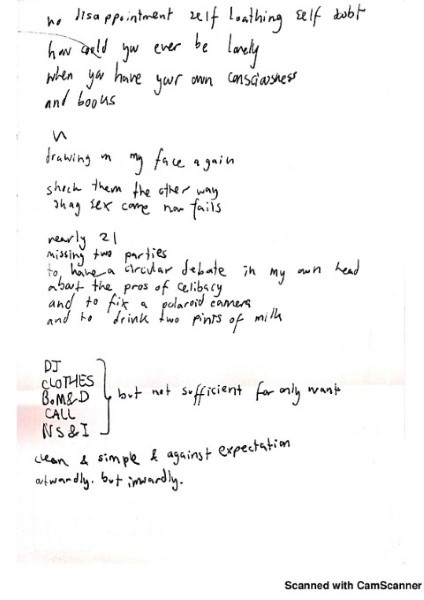 no disappointment self loathing self doubt
how could you ever be lonely
when you have your own consciousness
and books
drawing on my face again
shock them the other way
shag sex come now fails
nearly 21
missing two parties
to have a circular debate in my own head
about the pros of celibacy
and to fix a polaroid camera
and to drink two pints of milk
DJ
CLOTHES
BOM&D
CALL
NS&I
but not sufficient for only wants
clean & simple & against expectation
outwardly. but inwardly.
Scanned with CamScanner